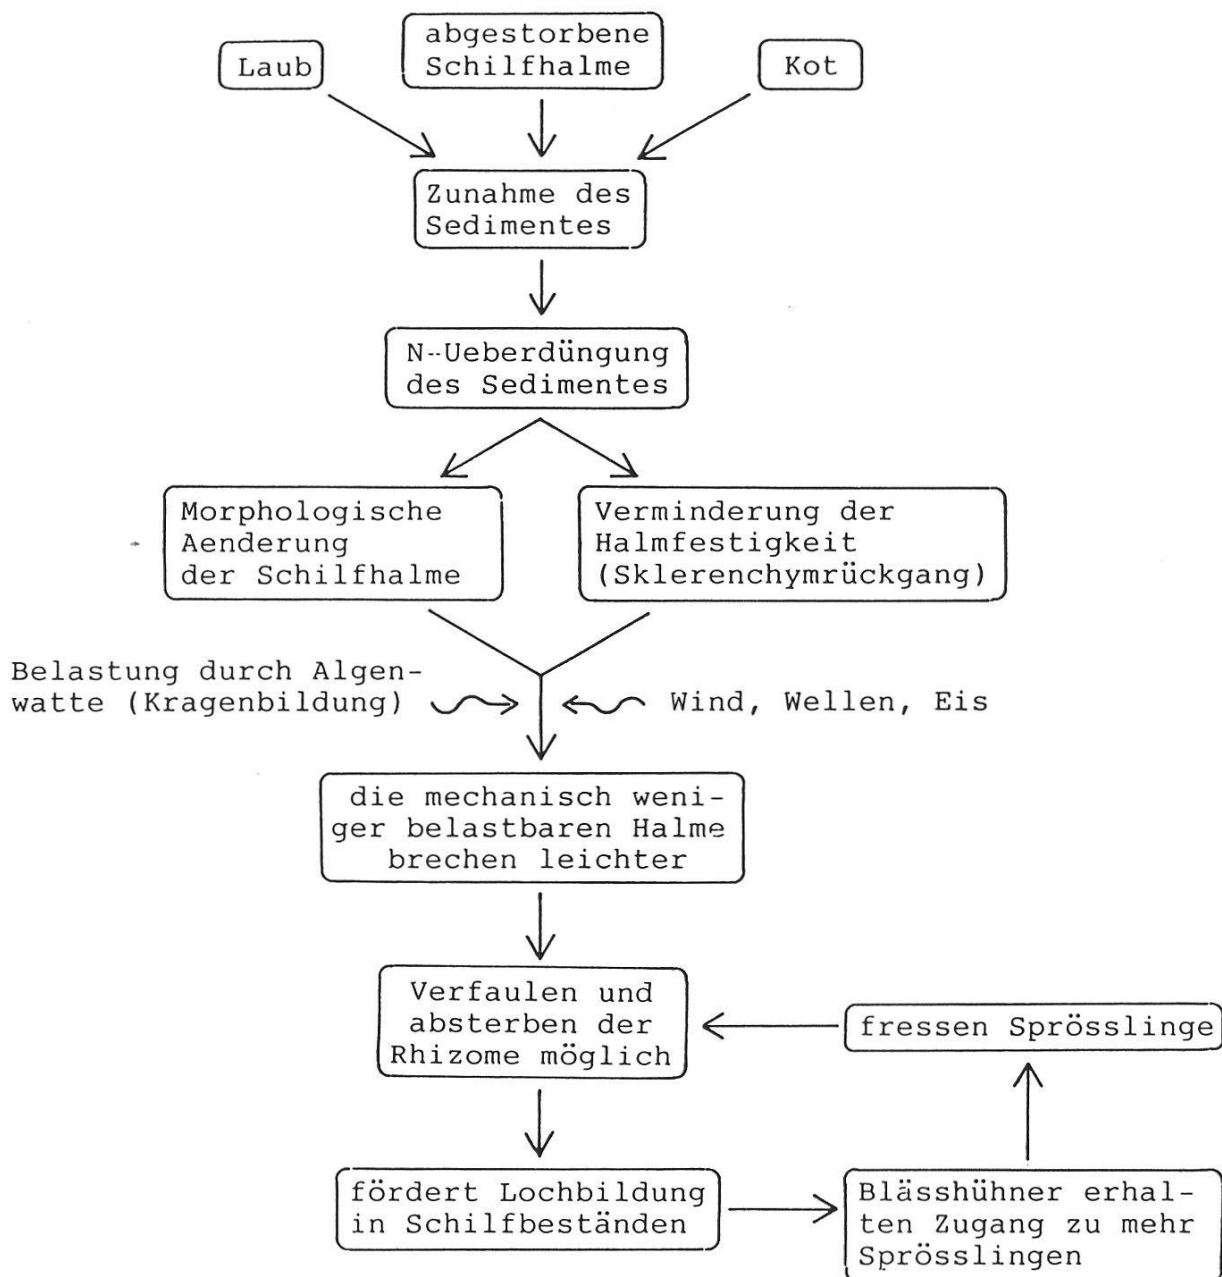 abgestorbene
Schilfhalme
Laub
Kot
Zunahme des
Sedimentes
N-Ueberdüngung
des Sedimentes
Morphologische
Aenderung
der Schilfhalme
Verminderung der
Halmfestigkeit
(Sklerenchymrückgang)
Belastung durch Algen-
watte (Kragenbildung)
Wind, Wellen, Eis
die mechanisch weni-
ger belastbaren Halme
brechen leichter
Verfaulen und
absterben der
Rhizome möglich
fressen Sprösslinge
fördert Lochbildung
in Schilfbeständen
Blässhühner erhal-
ten Zugang zu mehr
Sprösslingen